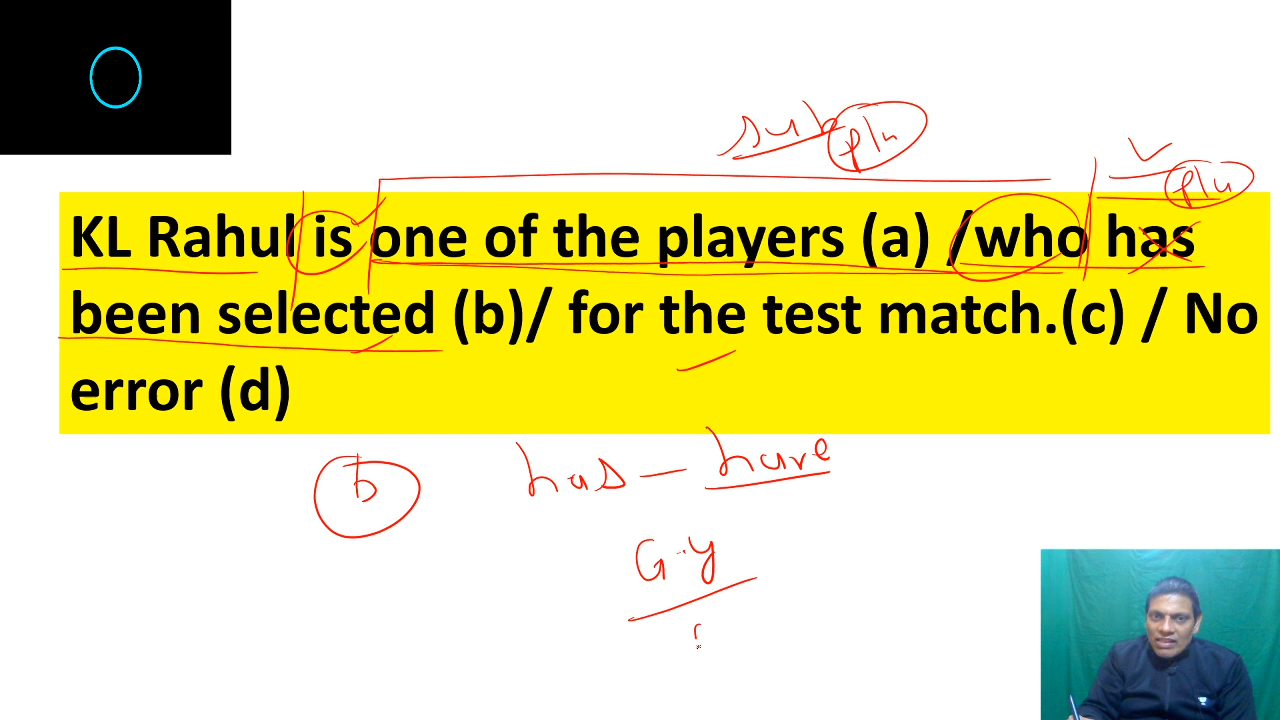 sub plu
plu
KL Rahul is one of the players (a) /who has
been selected (b)/ for the test match.(c) / No
error (d)
b has — have
G.y